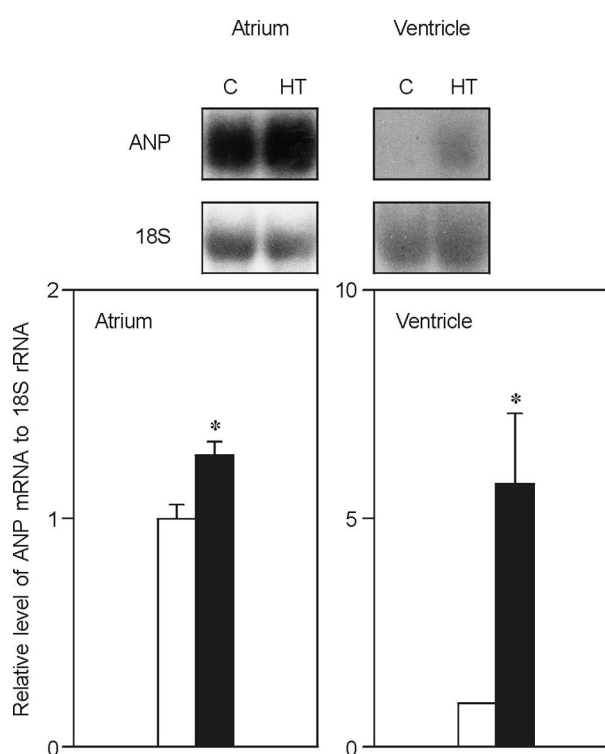 Atrium Ventricle
C HT C HT
ANP
18S
2 10
Atrium Ventricle
* *
1 5
0 0
Relative level of ANP mRNA to 18S rRNA